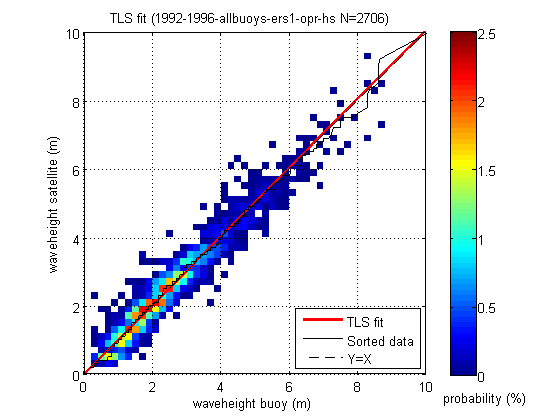 TLS fit (1992-1996-allbuoys-ers1-opr-hs N=2706)
waveheight satellite (m)
10
8
6
4
2
0
0 2 4 6 8 10
waveheight buoy (m)
TLS fit
Sorted data
Y=X
2.5
2
1.5
1
0.5
0
probability (%)